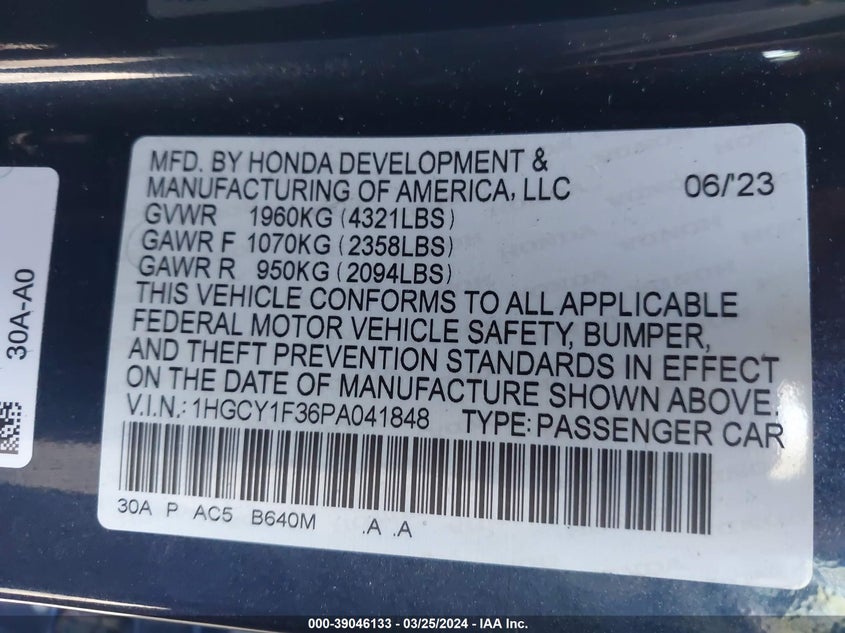 MFD. BY HONDA DEVELOPMENT &
MANUFACTURING OF AMERICA, LLC 06/'23
GVWR 1960KG (4321LBS)
GAWR F 1070KG (2358LBS)
GAWR R 950KG (2094LBS)
THIS VEHICLE CONFORMS TO ALL APPLICABLE
FEDERAL MOTOR VEHICLE SAFETY, BUMPER,
AND THEFT PREVENTION STANDARDS IN EFFECT
ON THE DATE OF MANUFACTURE SHOWN ABOVE.
V.I.N.: 1HGCY1F36PA041848 TYPE: PASSENGER CAR
30A P AC5 B640M .A .A
30A-A0
000-39046133 - 03/25/2024 - IAA Inc.